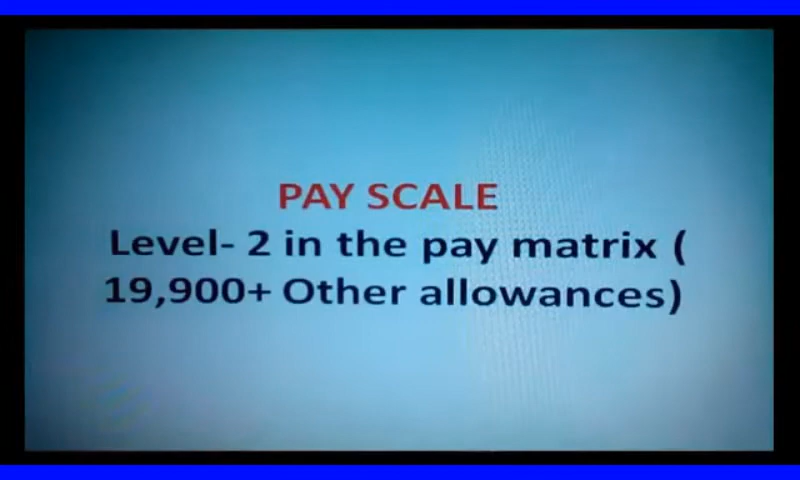 PAY SCALE
Level- 2 in the pay matrix (
19,900+ Other allowances)